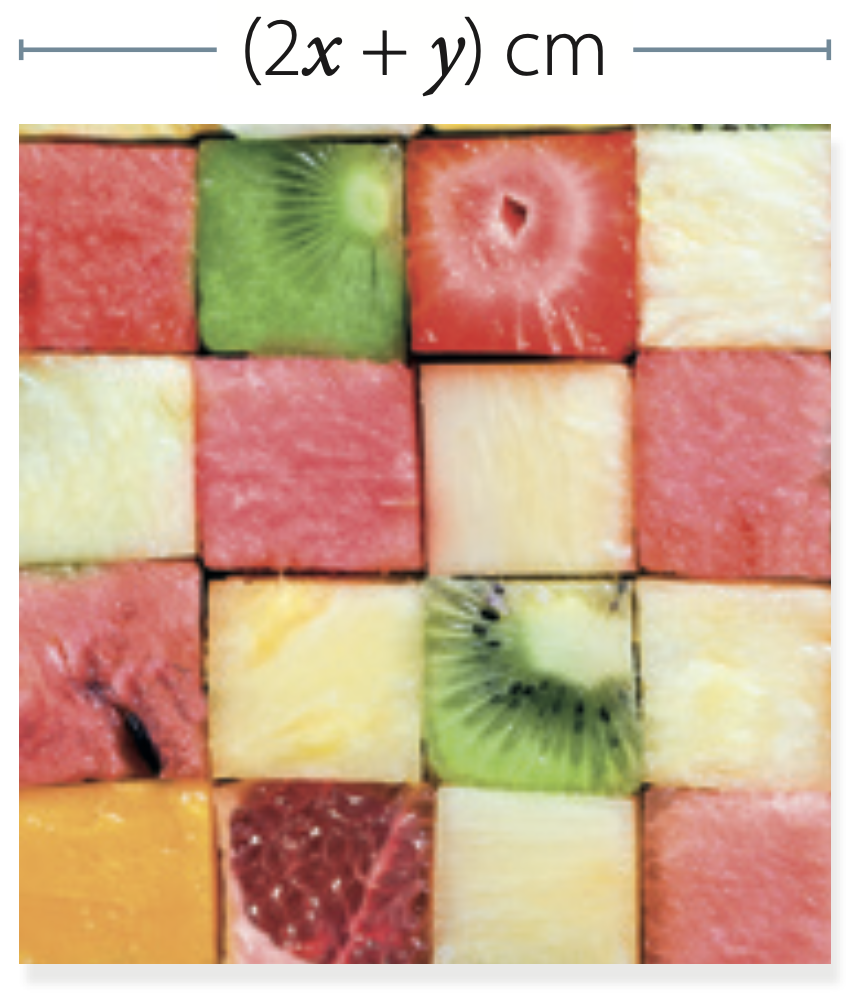 (2x + y) cm